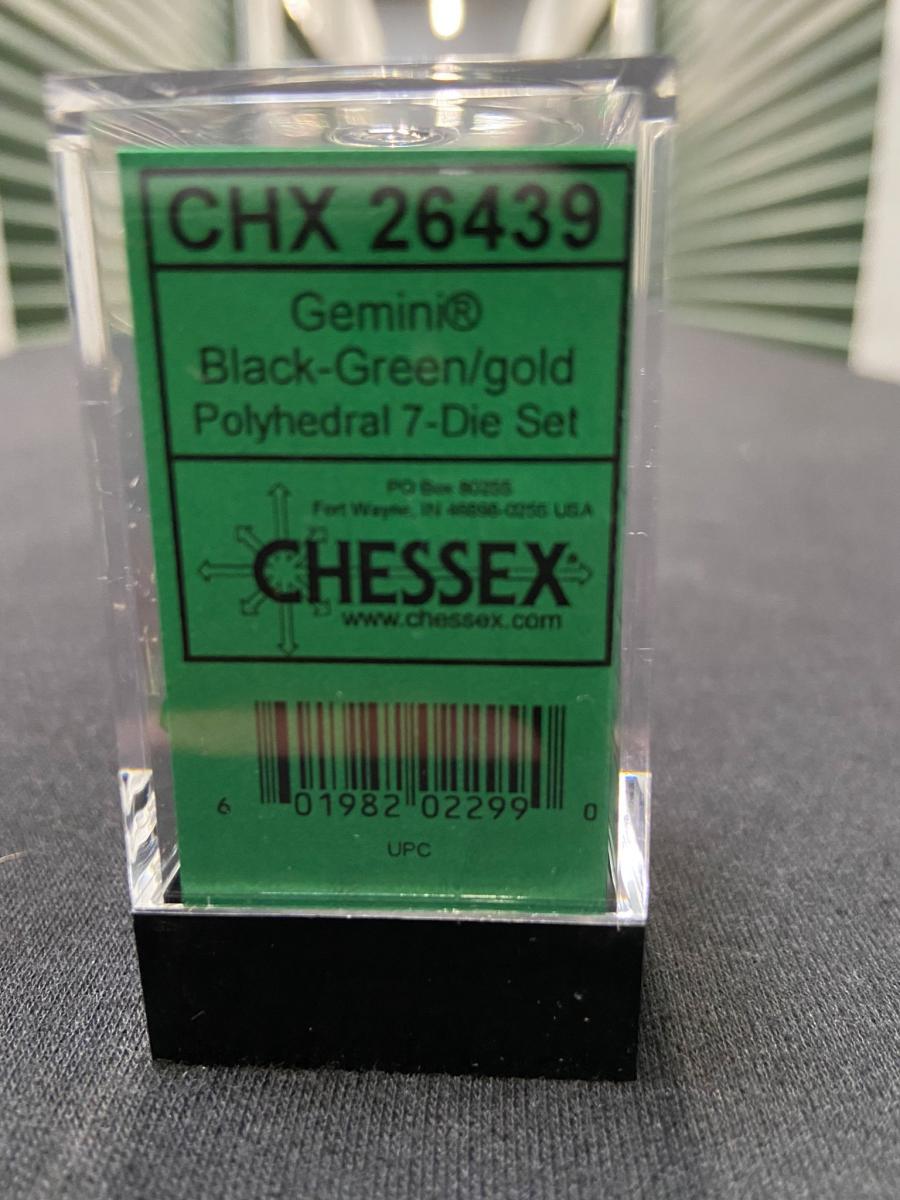 CHX 26439
Gemini®
Black-Green/gold
Polyhedral 7-Die Set
PO Box 80255
Fort Wayne, IN 46898-0255 USA
CHESSEX®
www.chessex.com
6 01982 02299 0
UPC